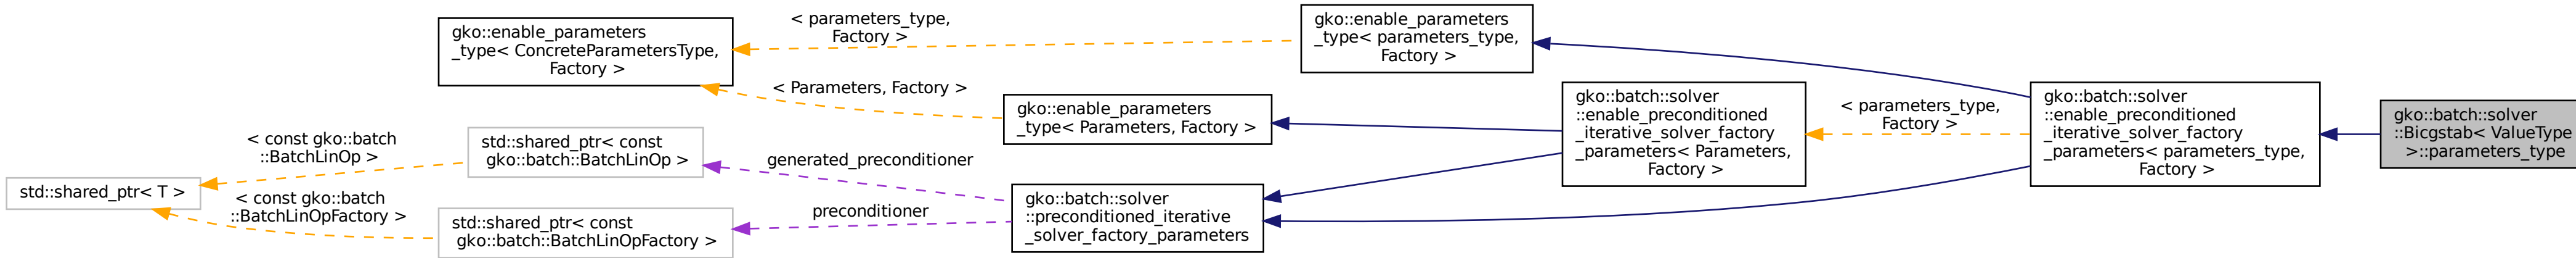 std::shared_ptr< T >
< const gko::batch
::BatchLinOp >
< const gko::batch
::BatchLinOpFactory >
gko::enable_parameters
_type< ConcreteParametersType,
Factory >
std::shared_ptr< const
gko::batch::BatchLinOp >
std::shared_ptr< const
gko::batch::BatchLinOpFactory >
< parameters_type,
Factory >
< Parameters, Factory >
generated_preconditioner
preconditioner
gko::enable_parameters
_type< Parameters, Factory >
gko::batch::solver
::preconditioned_iterative
_solver_factory_parameters
gko::enable_parameters
_type< parameters_type,
Factory >
gko::batch::solver
::enable_preconditioned
_iterative_solver_factory
_parameters< Parameters,
Factory >
< parameters_type,
Factory >
gko::batch::solver
::enable_preconditioned
_iterative_solver_factory
_parameters< parameters_type,
Factory >
gko::batch::solver
::Bicgstab< ValueType
>::parameters_type